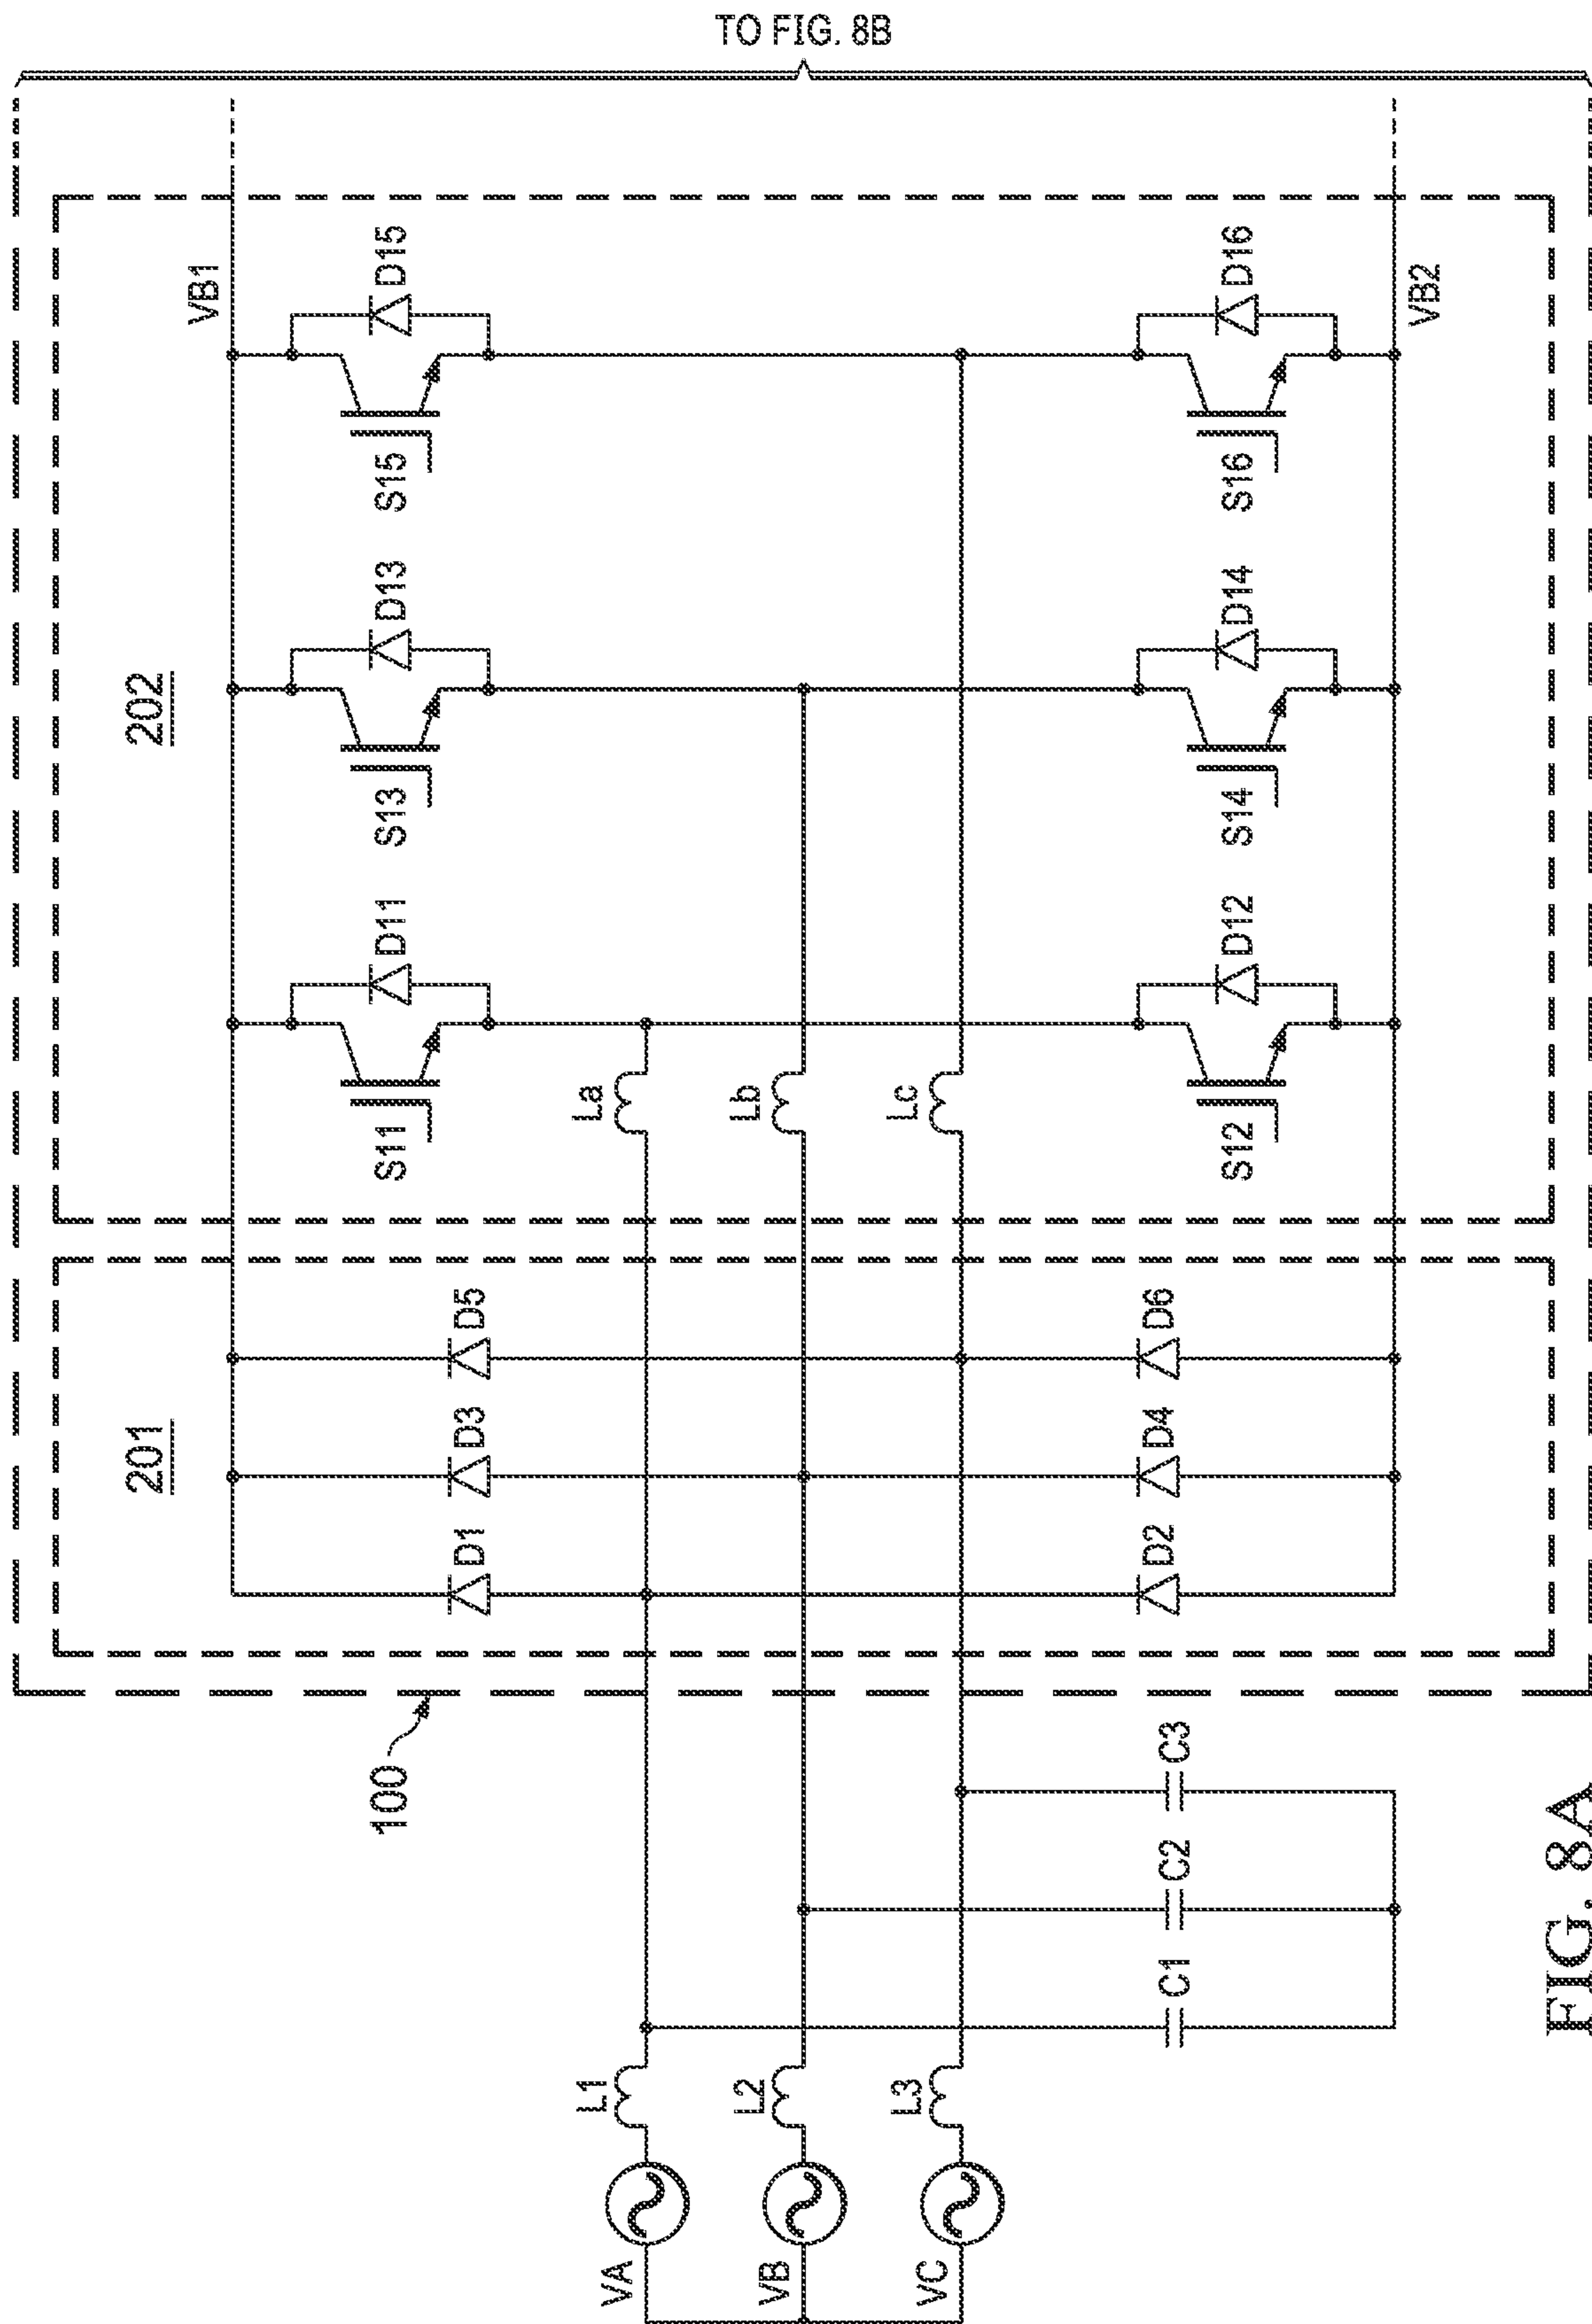 TO FIG. 8B
VB1
202
201
D15
D13
D11
S15
S13
S11
D5
D3
D1
100
La
Lb
Lc
L1
L2
L3
VA
VB
VC
D16
D14
D12
S16
S14
S12
D6
D4
D2
C3
C2
C1
VB2
FIG. 8A